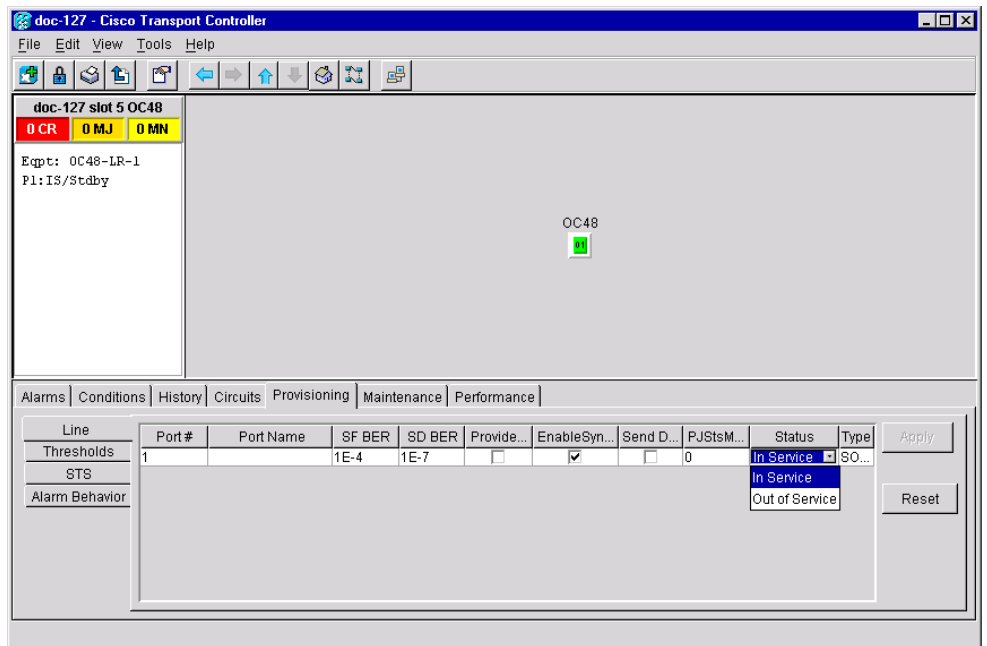 doc-127 - Cisco Transport Controller
File Edit View Tools Help
doc-127 slot 5 OC48
0 CR 0 MJ 0 MN
Eqpt: OC48-LR-1
Pl:IS/Stdby
OC48
01
Alarms Conditions History Circuits Provisioning Maintenance Performance
Line
Thresholds
STS
Alarm Behavior
Port # Port Name SF BER SD BER Provide... EnableSyn... Send D... PJStsM... Status Type
1 1E-4 1E-7 0 In Service SO...
In Service
Out of Service
Apply
Reset